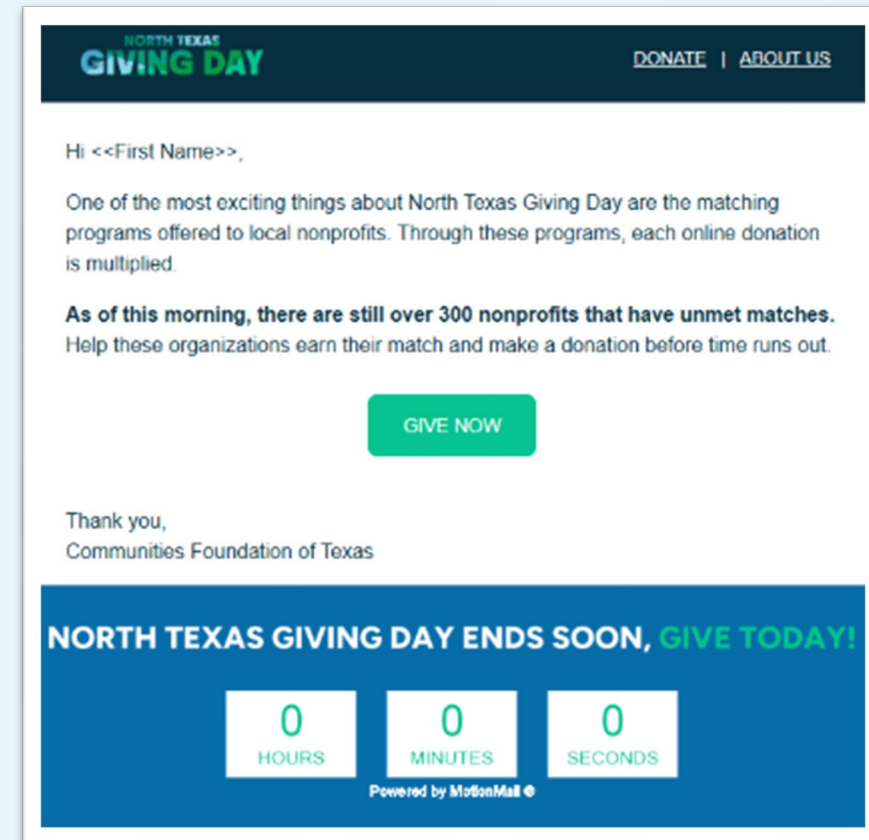 NORTH TEXAS
GIVING DAY
DONATE | ABOUT US
Hi <<First Name>>,
One of the most exciting things about North Texas Giving Day are the matching
programs offered to local nonprofits. Through these programs, each online donation
is multiplied.
As of this morning, there are still over 300 nonprofits that have unmet matches.
Help these organizations earn their match and make a donation before time runs out.
GIVE NOW
Thank you,
Communities Foundation of Texas
NORTH TEXAS GIVING DAY ENDS SOON, GIVE TODAY!
0 0 0
HOURS MINUTES SECONDS
Powered by MotionMail